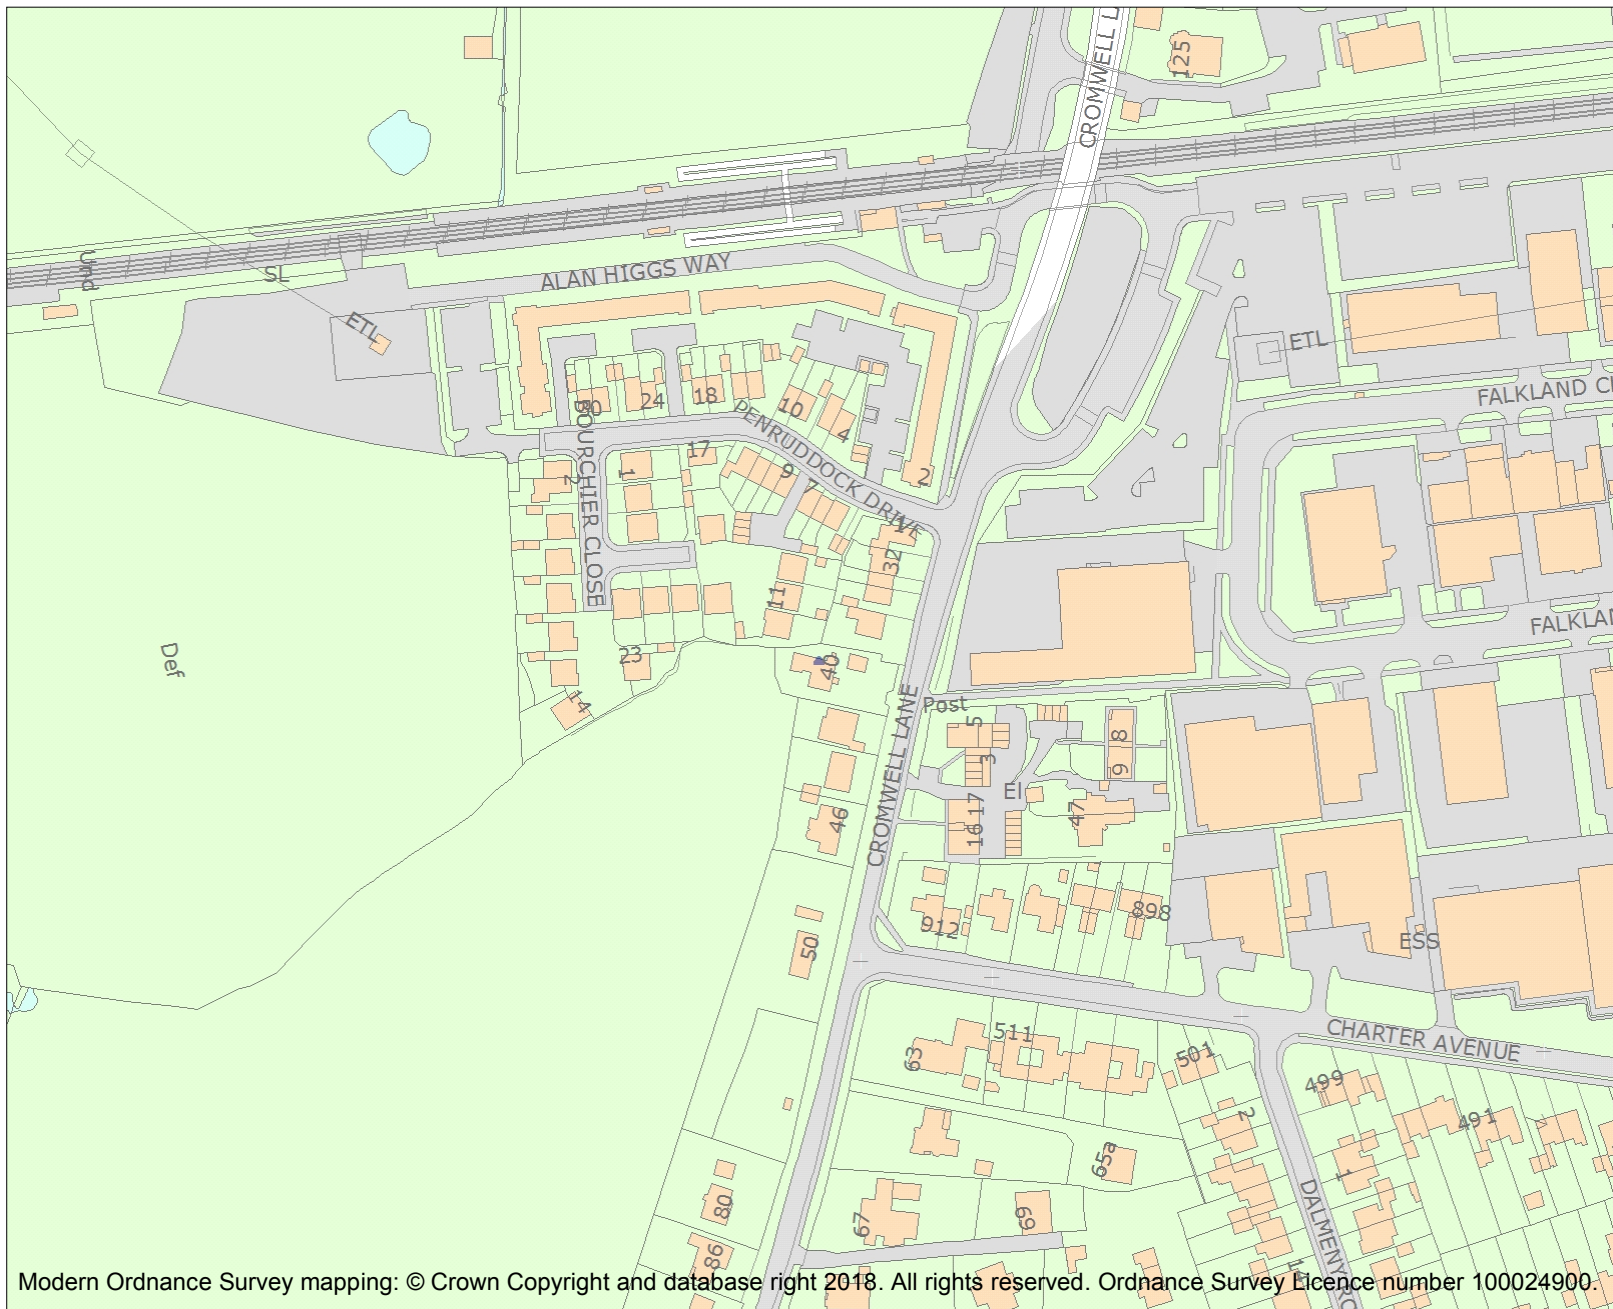 CROMWELL L
125
Und
SL
ALAN HIGGS WAY
ETL
ETL
FALKLAND CL
30
24
18
10
4
PENRUDDOCK DRIVE
BOURCHIER CLOSE
17
9
7
2
2
1
1
32
11
FALKLAN
Def
23
14
40
CROMWELL LANE
Post
5
3
8
9
El
17
16
47
46
912
898
50
ESS
CHARTER AVENUE
63
511
501
499
491
2
1
65a
80
67
69
86
DALMENY RO
Modern Ordnance Survey mapping: © Crown Copyright and database right 2018. All rights reserved. Ordnance Survey Licence number 100024900.